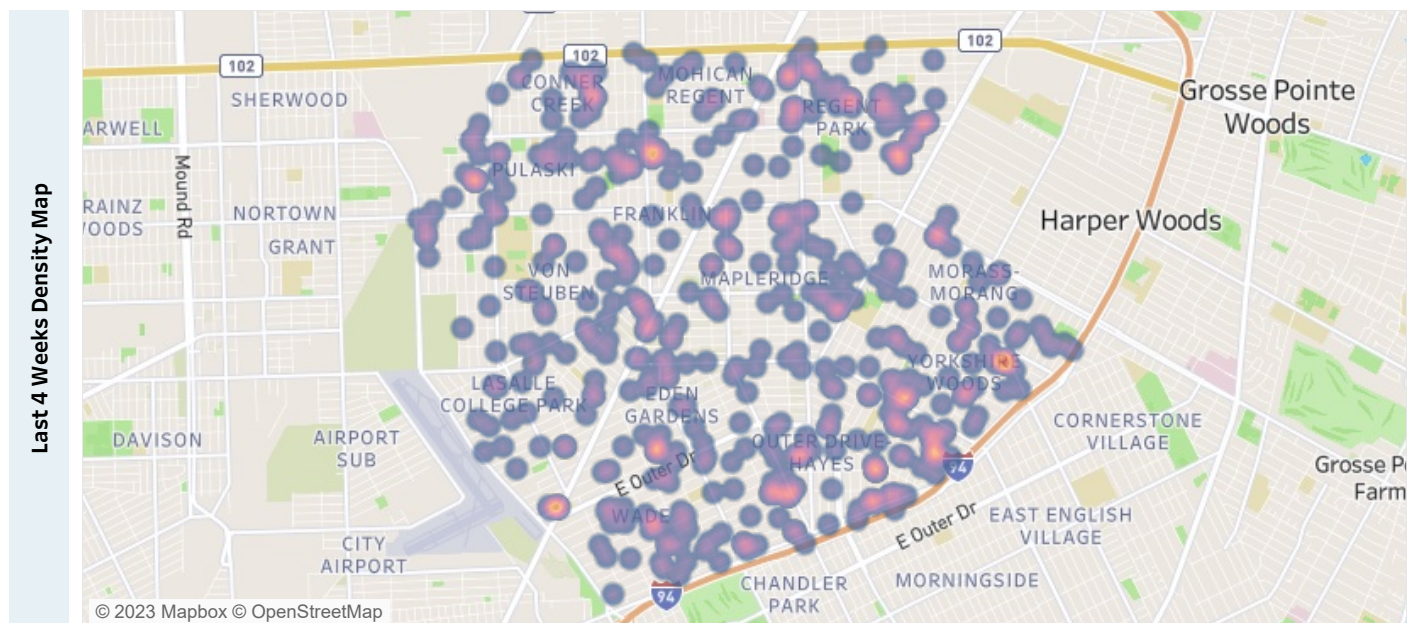 Last 4 Weeks Density Map
102
102
102
SHERWOOD
CONNER
CREEK
MOHICAN
REGENT
REGENT
PARK
Grosse Pointe
Woods
ARWELL
Mound Rd
PULASKI
RAINZ
WOODS
NORTOWN
FRANKLIN
Harper Woods
GRANT
VON
STEUBEN
MAPLERIDGE
MORASS-
MORANG
YORKSHIRE
WOODS
LASALLE
COLLEGE PARK
EDEN
GARDENS
DAVISON
AIRPORT
SUB
OUTER DRIVE-
HAYES
CORNERSTONE
VILLAGE
94
Grosse P
Farm
E Outer Dr
WADE
E Outer Dr
EAST ENGLISH
VILLAGE
CITY
AIRPORT
CHANDLER
PARK
MORNINGSIDE
94
© 2023 Mapbox © OpenStreetMap